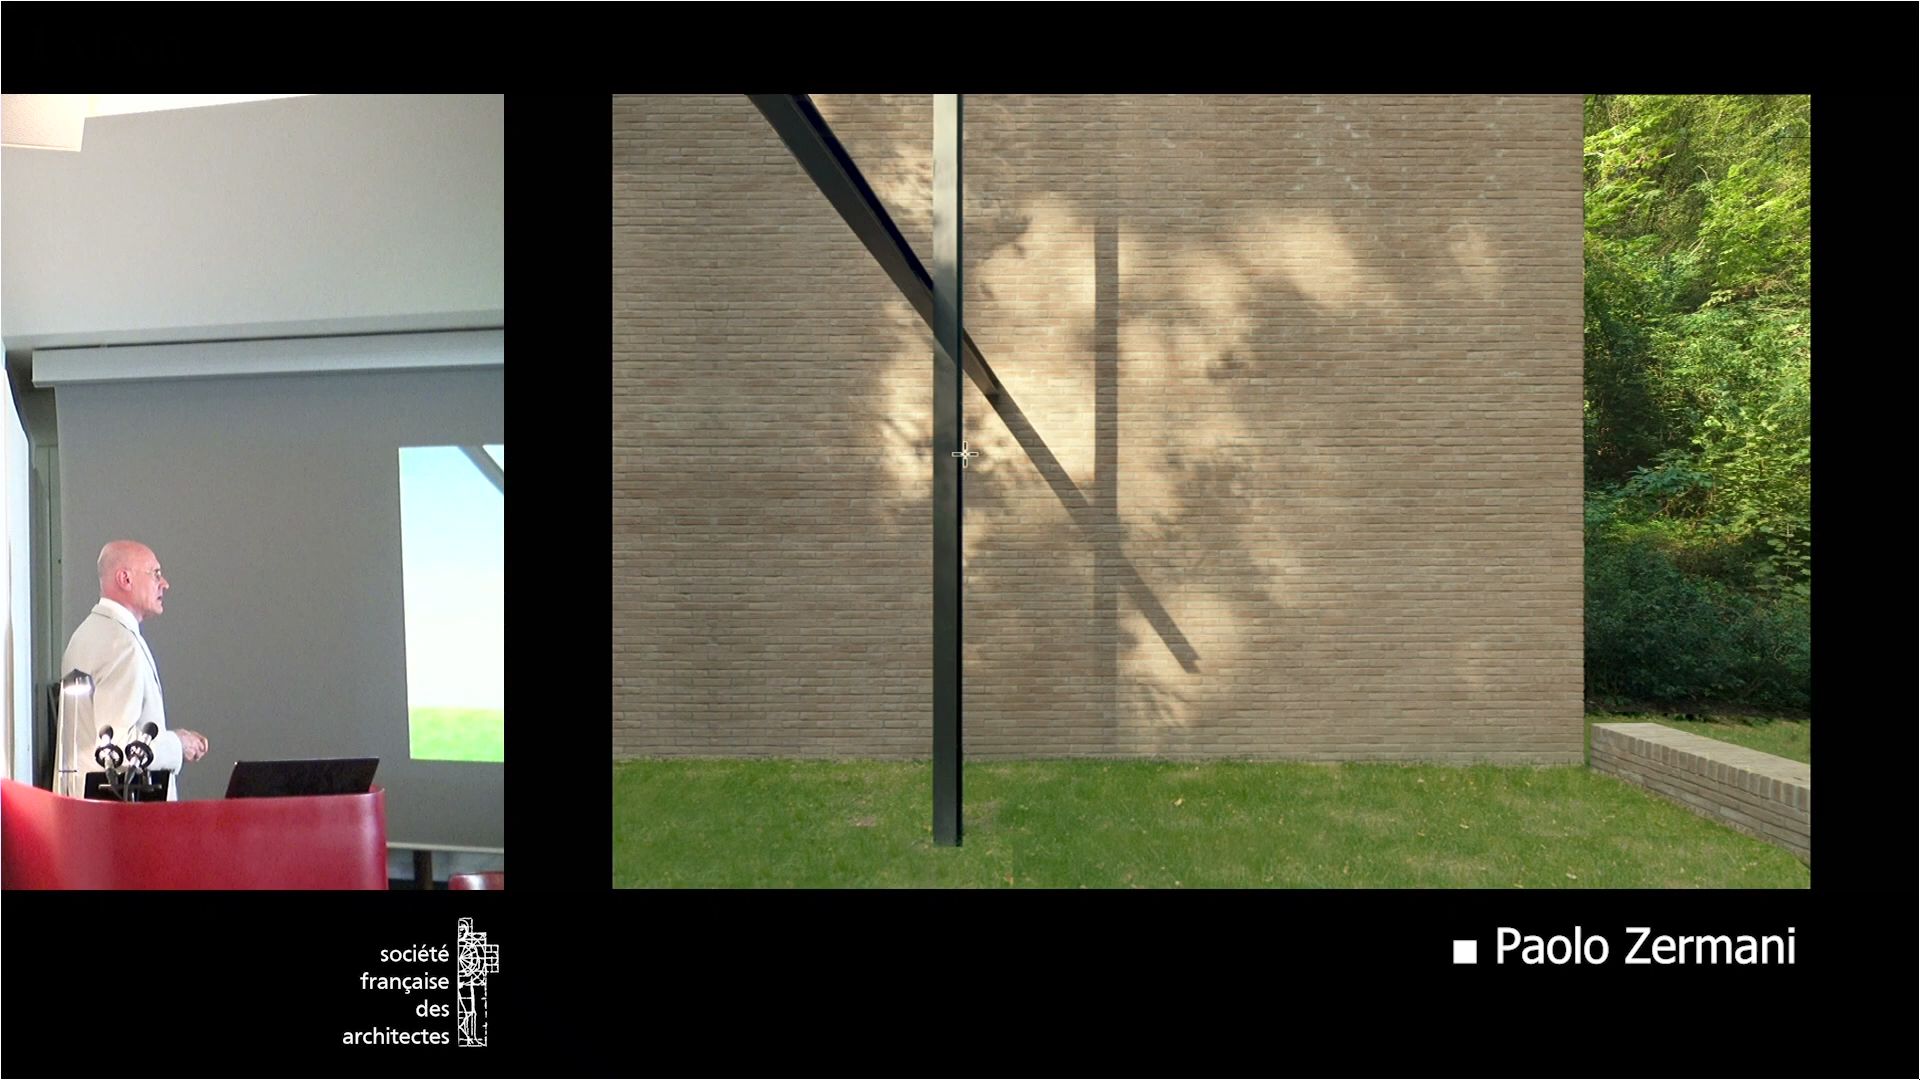 société
française
des
architectes
Paolo Zermani